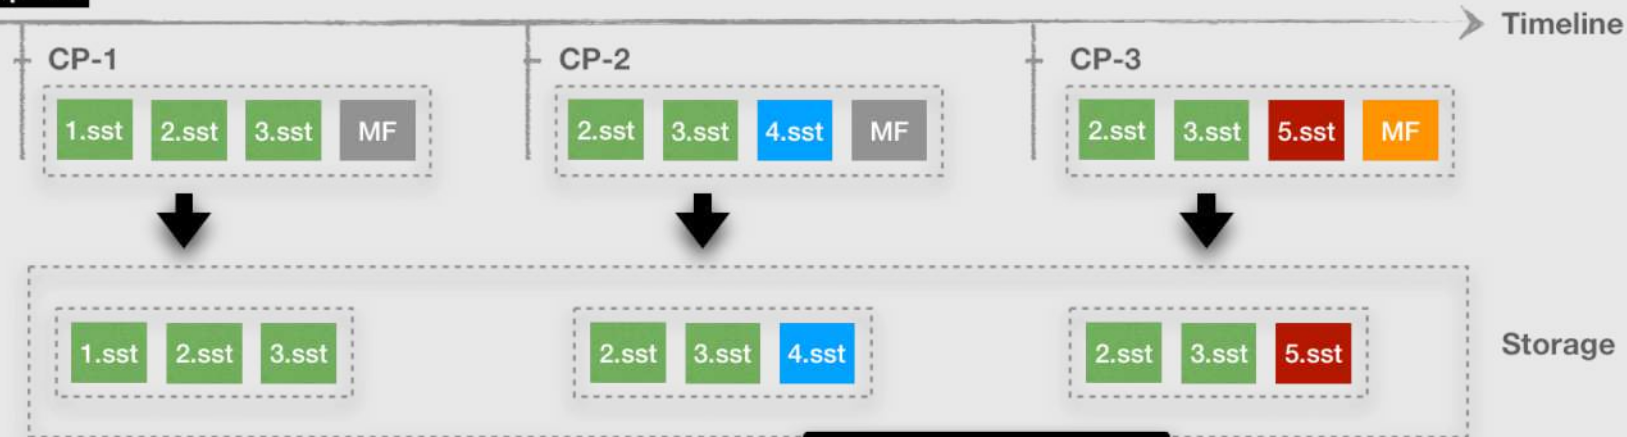 Timeline
CP-1 CP-2 CP-3
1.sst 2.sst 3.sst MF 2.sst 3.sst 4.sst MF 2.sst 3.sst 5.sst MF
1.sst 2.sst 3.sst 2.sst 3.sst 4.sst 2.sst 3.sst 5.sst Storage